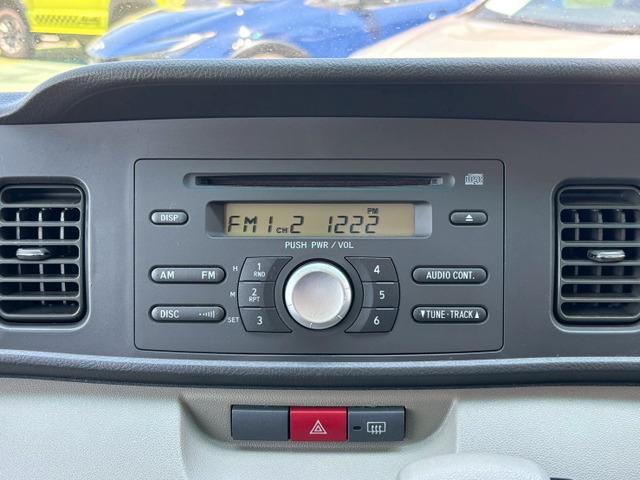 DISP
FM1 CH 2 PM 1222
PUSH PWR/VOL
AM FM
H 1 RND
4
AUDIO CONT.
M 2 RPT
5
DISC
SET 3
6
▼TUNE·TRACK▲